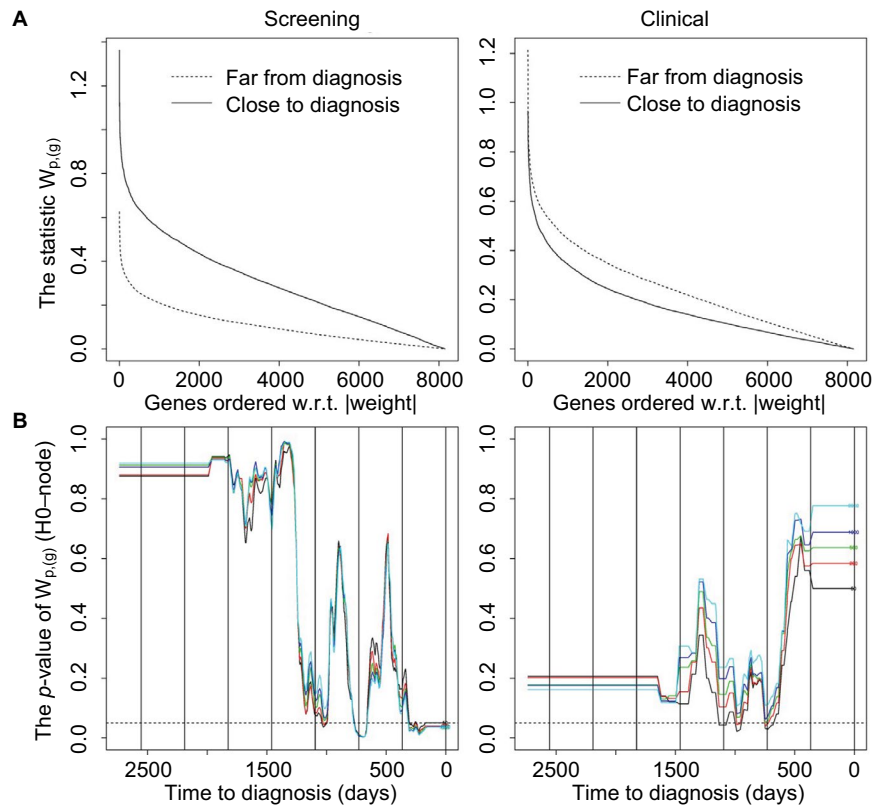 A
Screening
Clinical
The statistic Wp,(g)
1.2
0.8
0.4
0.0
Far from diagnosis
Close to diagnosis
0 2000 4000 6000 8000
Genes ordered w.r.t. |weight|
1.2
1.0
0.8
0.6
0.4
0.2
0.0
Far from diagnosis
Close to diagnosis
0 2000 4000 6000 8000
B
The p-value of Wp,(g) (H0–node)
1.0
0.8
0.6
0.4
0.2
0.0
2500 1500 500 0
Time to diagnosis (days)
1.0
0.8
0.6
0.4
0.2
0.0
2500 1500 500 0
Time to diagnosis (days)